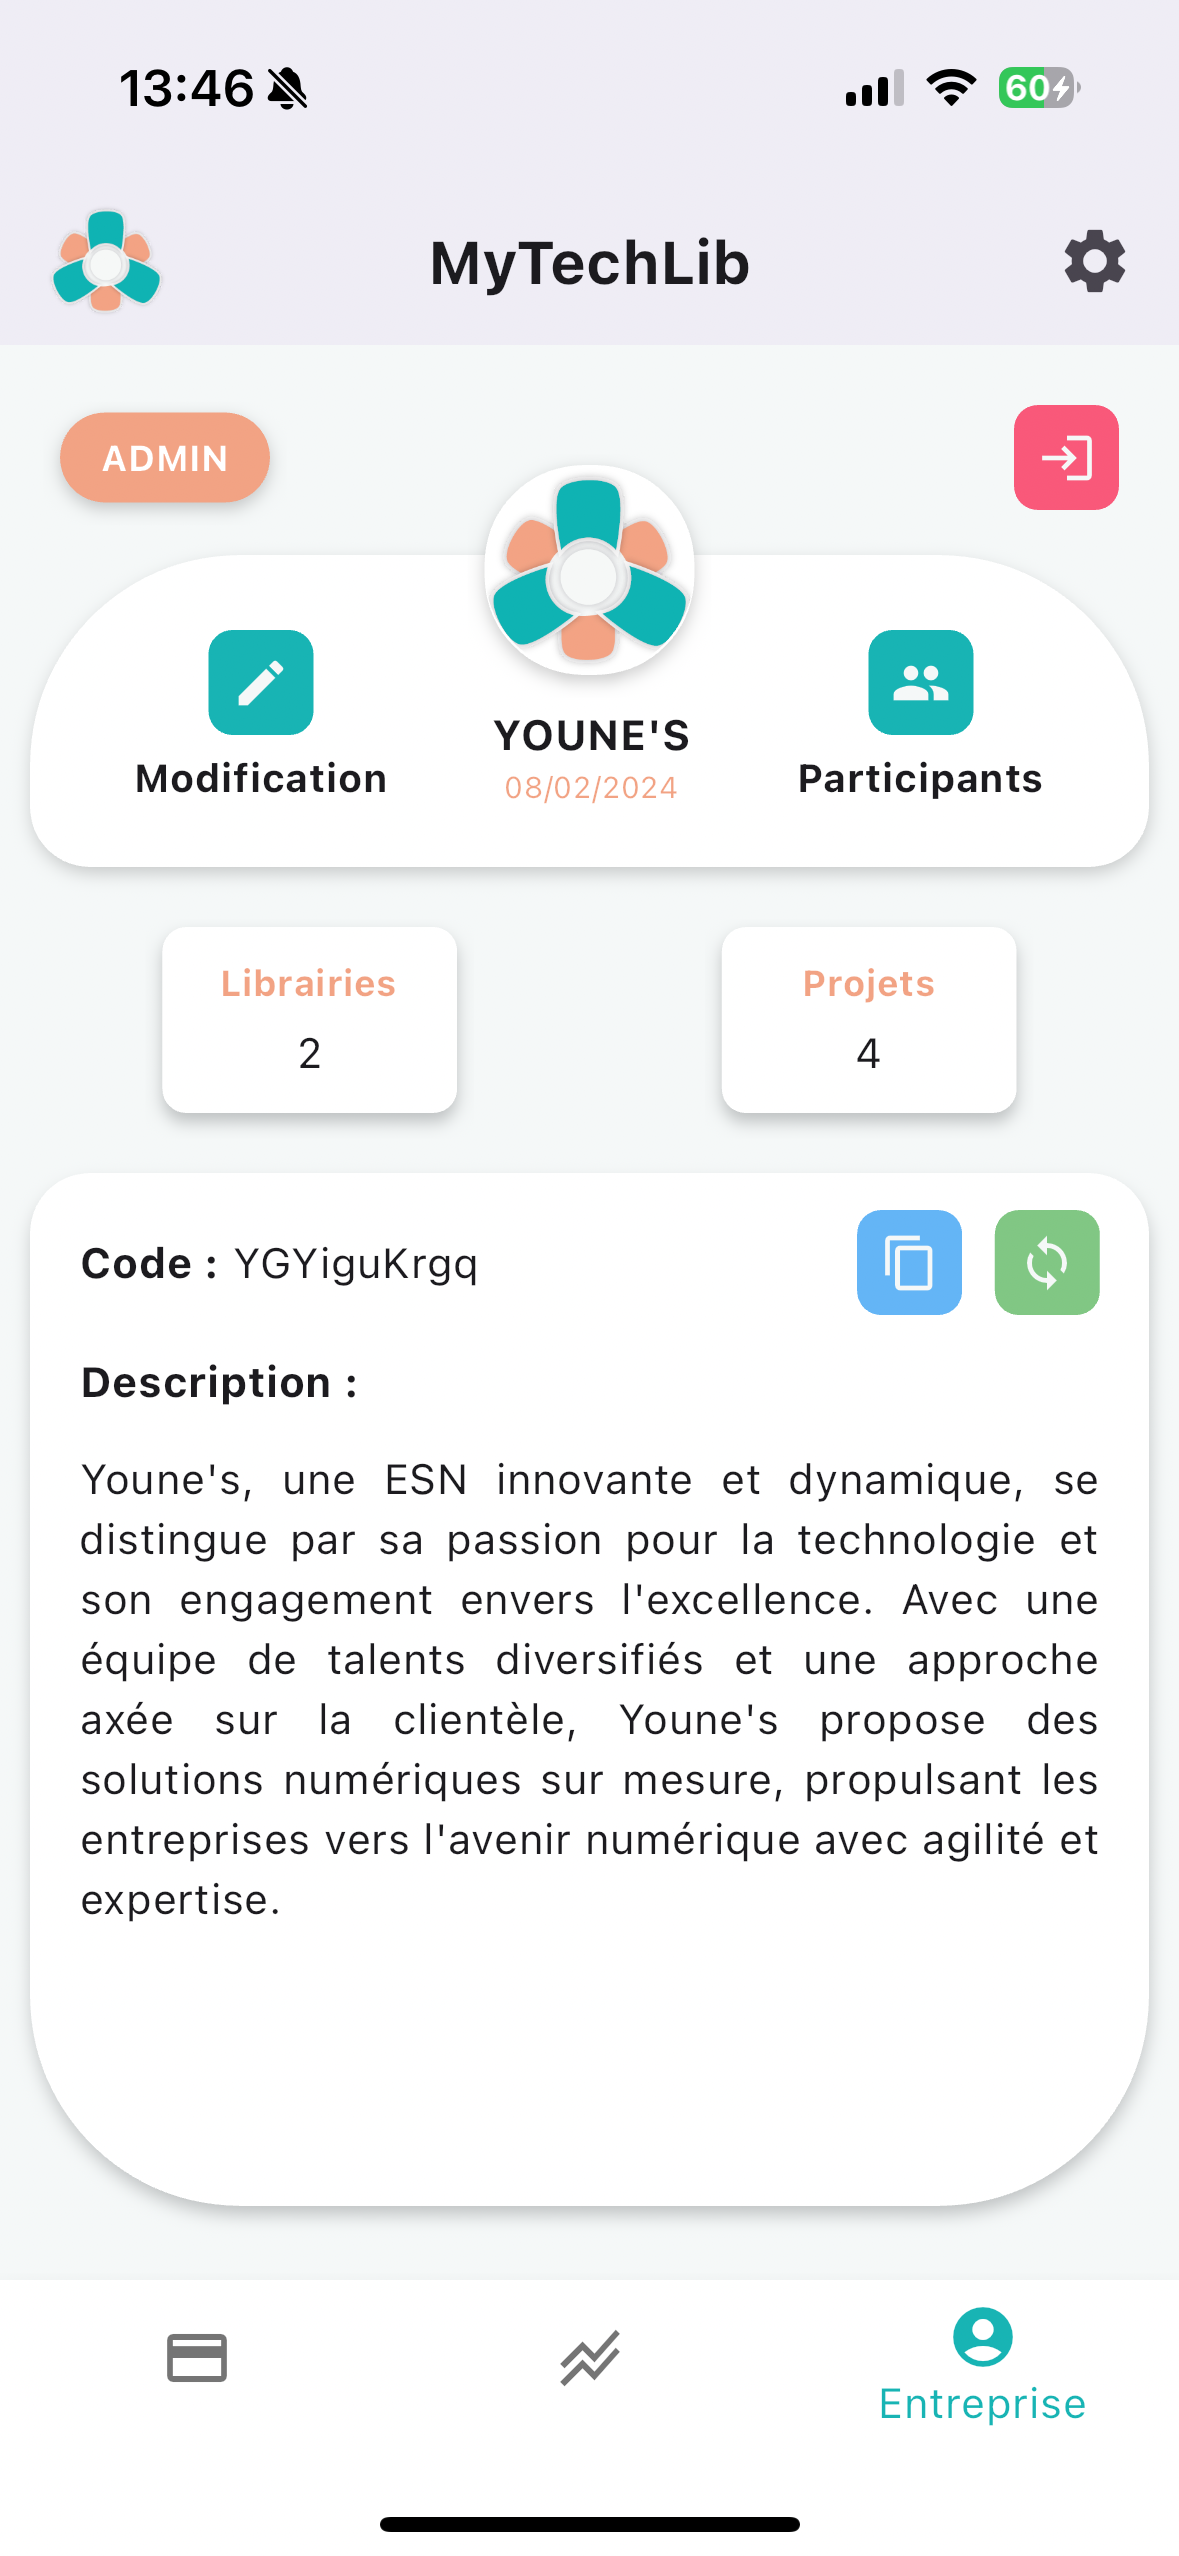 13:46
60
MyTechLib
ADMIN
YOUNE'S
08/02/2024
Modification
Participants
Librairies
2
Projets
4
Code : YGYiguKrgq
Description :
Youne's, une ESN innovante et dynamique, se
distingue par sa passion pour la technologie et
son engagement envers l'excellence. Avec une
équipe de talents diversifiés et une approche
axée sur la clientèle, Youne's propose des
solutions numériques sur mesure, propulsant les
entreprises vers l'avenir numérique avec agilité et
expertise.
Entreprise